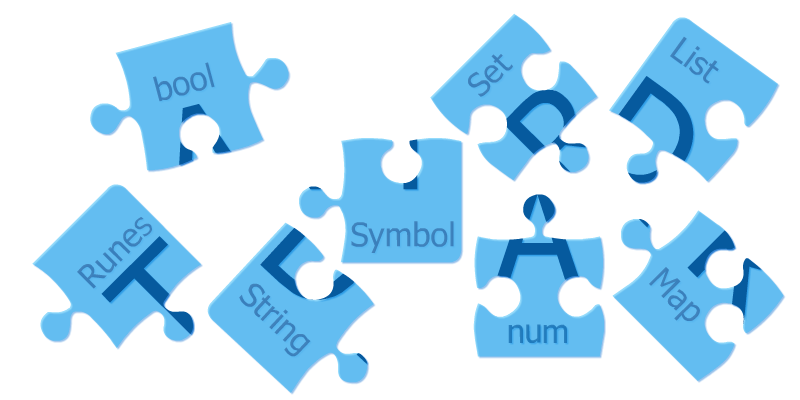 bool
Set
List
Runes
Symbol
String
num
Map